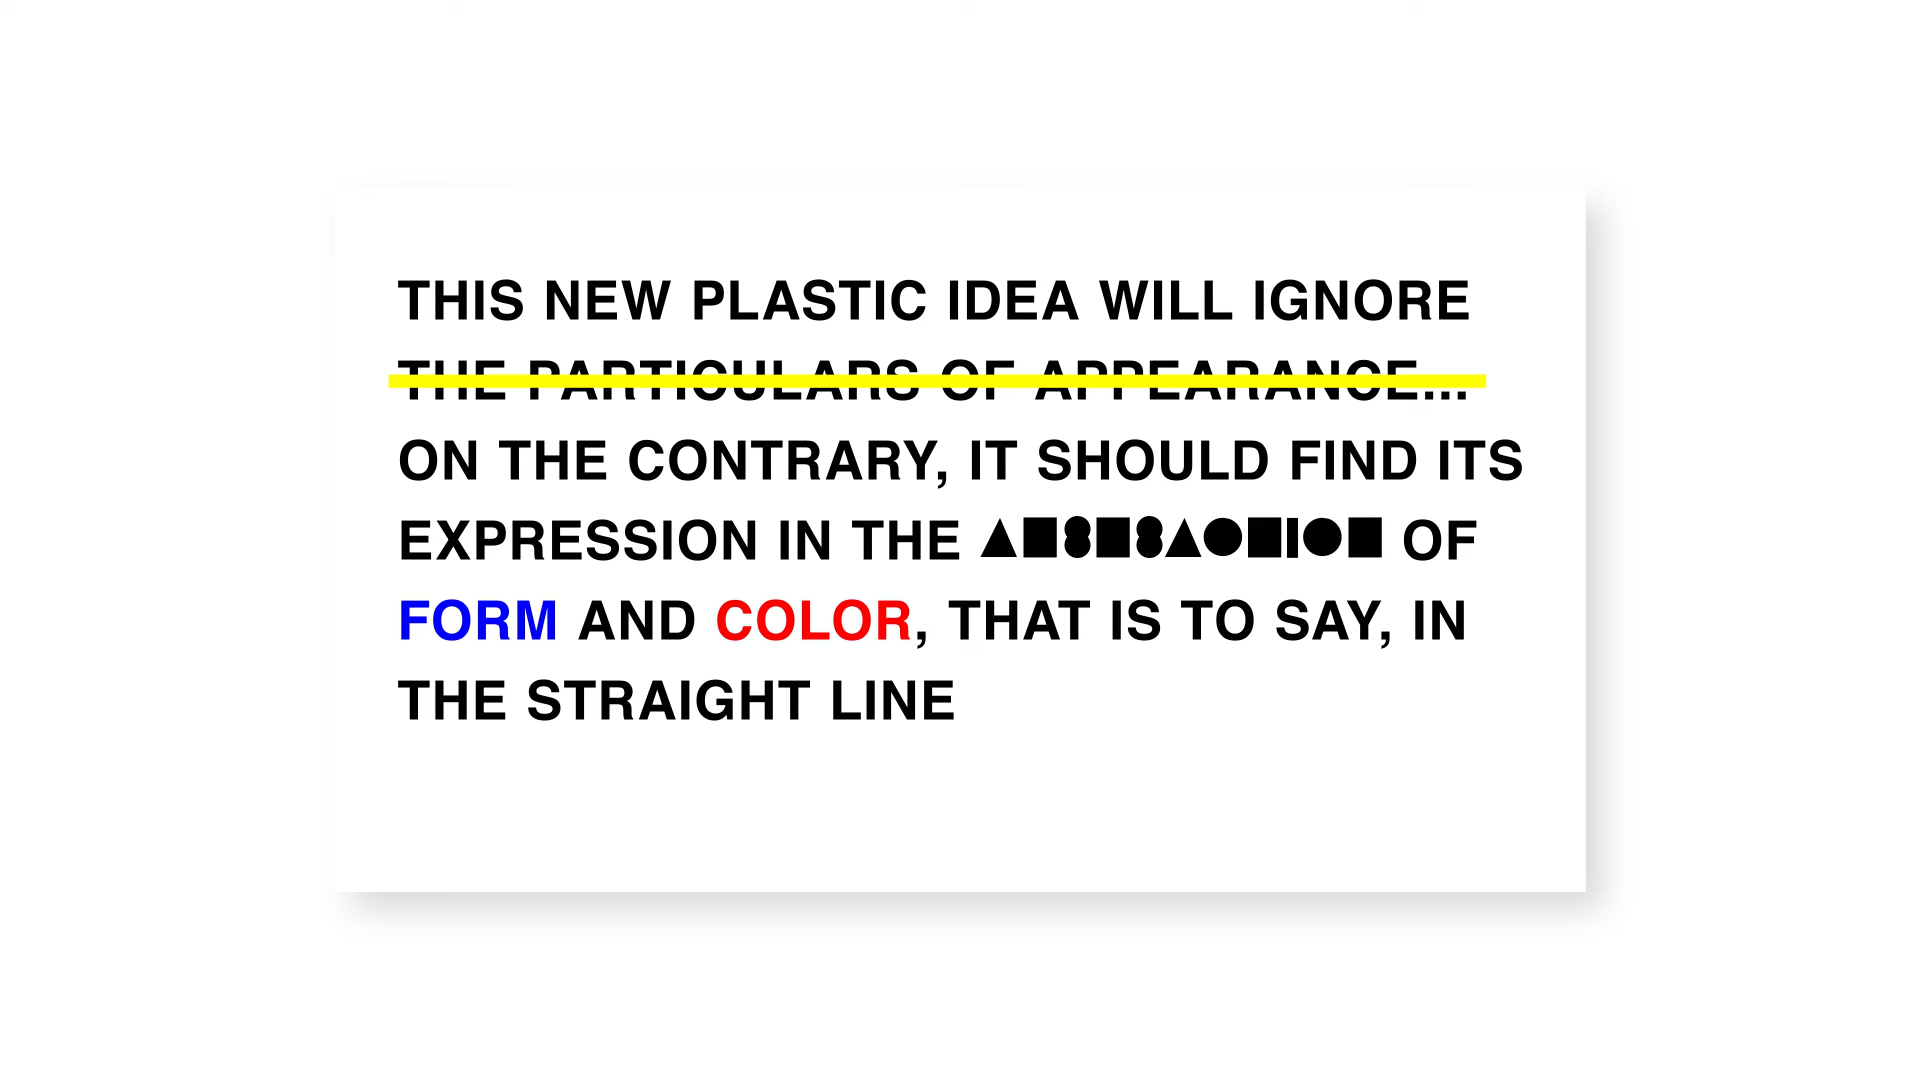 THIS NEW PLASTIC IDEA WILL IGNORE
THE PARTICULARS OF APPEARANCE...
ON THE CONTRARY, IT SHOULD FIND ITS
EXPRESSION IN THE OF
FORM AND COLOR, THAT IS TO SAY, IN
THE STRAIGHT LINE